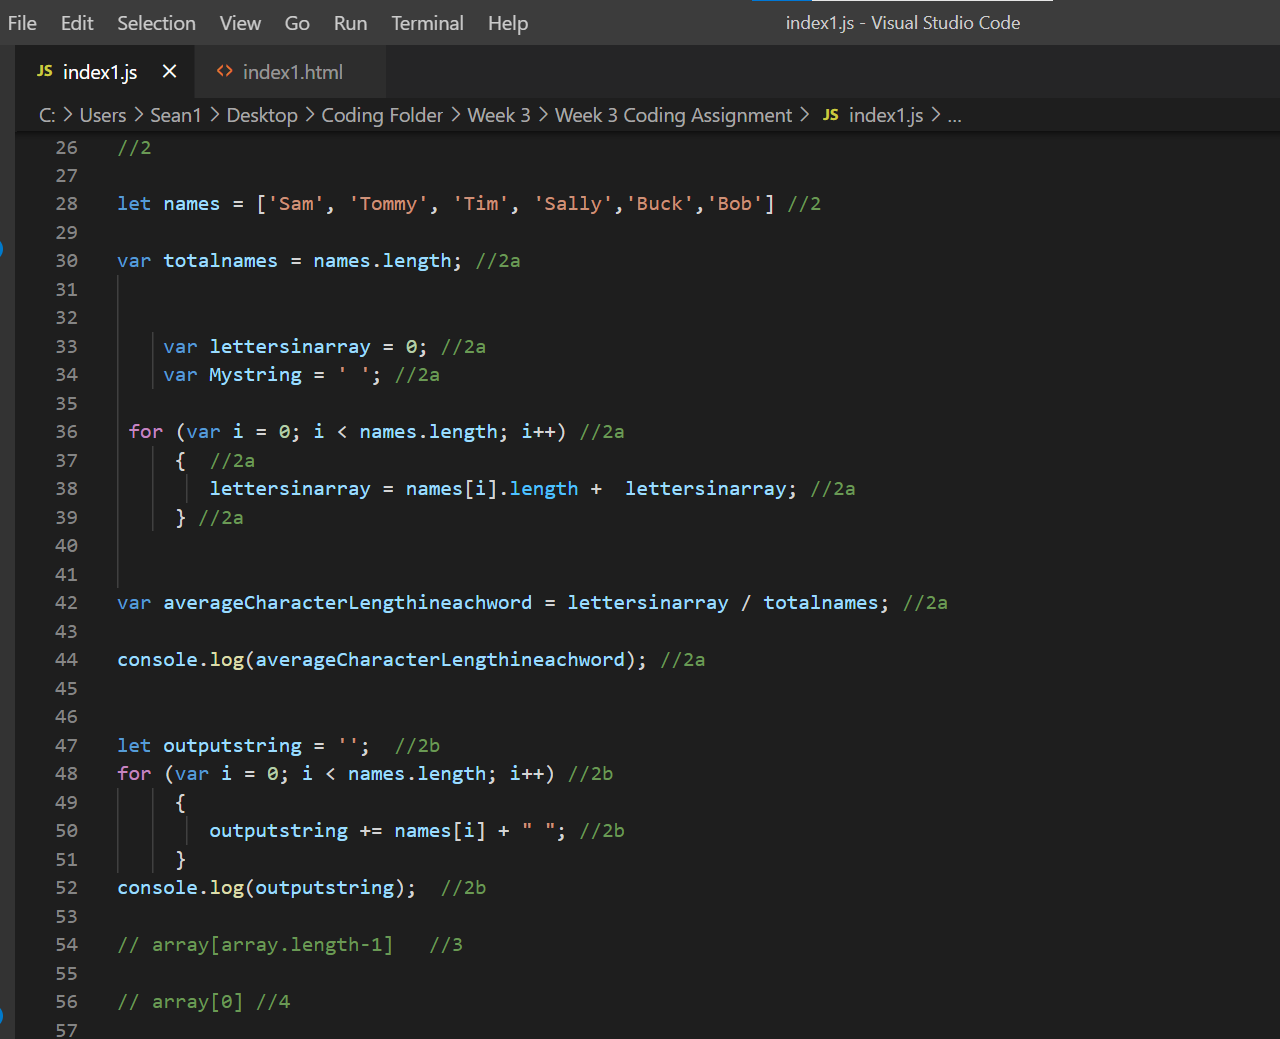 File Edit Selection View Go Run Terminal Help index1.js - Visual Studio Code
JS index1.js × <> index1.html
C: > Users > Sean1 > Desktop > Coding Folder > Week 3 > Week 3 Coding Assignment > JS index1.js > ...
26 //2
27
28 let names = ['Sam', 'Tommy', 'Tim', 'Sally','Buck','Bob'] //2
29
30 var totalnames = names.length; //2a
31
32
33 var lettersinarray = 0; //2a
34 var Mystring = ' '; //2a
35
36 for (var i = 0; i < names.length; i++) //2a
37 { //2a
38 lettersinarray = names[i].length + lettersinarray; //2a
39 } //2a
40
41
42 var averageCharacterLengthineachword = lettersinarray / totalnames; //2a
43
44 console.log(averageCharacterLengthineachword); //2a
45
46
47 let outputstring = ''; //2b
48 for (var i = 0; i < names.length; i++) //2b
49 {
50 outputstring += names[i] + " "; //2b
51 }
52 console.log(outputstring); //2b
53
54 // array[array.length-1] //3
55
56 // array[0] //4
57